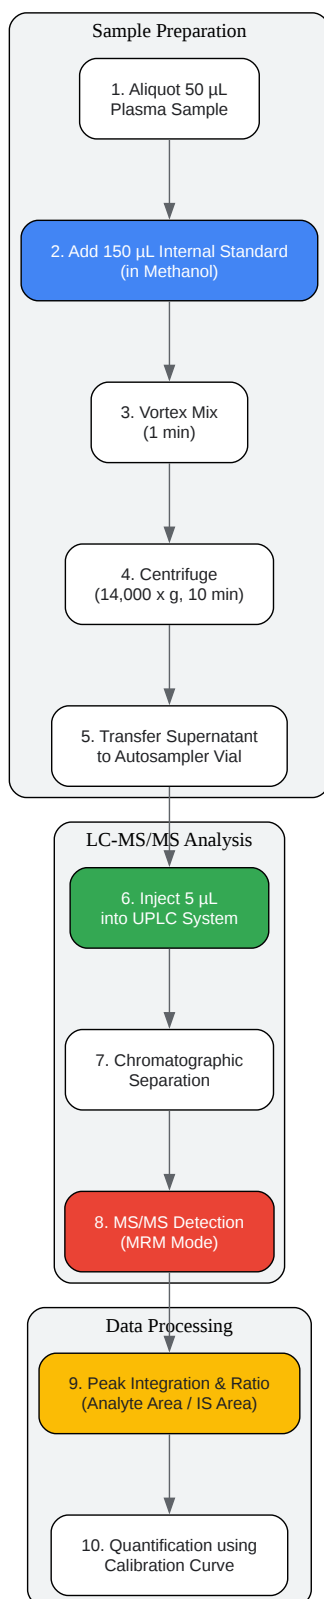 Sample Preparation
1. Aliquot 50 µL
Plasma Sample
2. Add 150 µL Internal Standard
(in Methanol)
3. Vortex Mix
(1 min)
4. Centrifuge
(14,000 x g, 10 min)
5. Transfer Supernatant
to Autosampler Vial
LC-MS/MS Analysis
6. Inject 5 µL
into UPLC System
7. Chromatographic
Separation
8. MS/MS Detection
(MRM Mode)
Data Processing
9. Peak Integration & Ratio
(Analyte Area / IS Area)
10. Quantification using
Calibration Curve